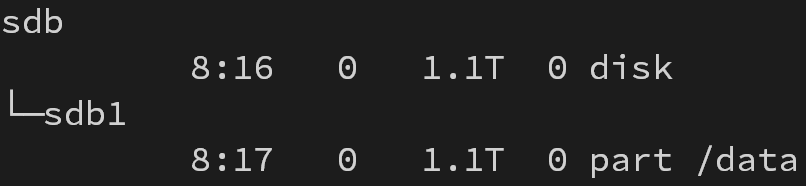 sdb
8:16 0 1.1T 0 disk
└─sdb1
8:17 0 1.1T 0 part /data